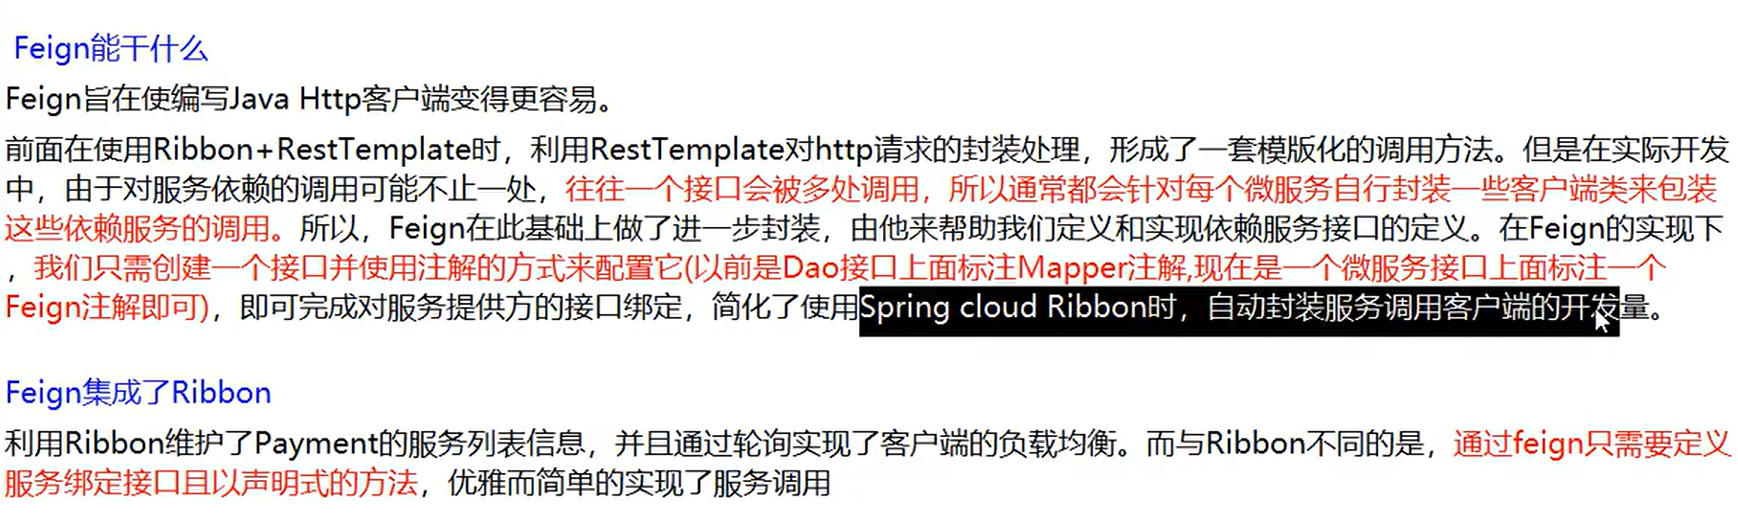 Feign能干什么
Feign旨在使编写Java Http客户端变得更容易。
前面在使用Ribbon+RestTemplate时，利用RestTemplate对http请求的封装处理，形成了一套模版化的调用方法。但是在实际开发
中，由于对服务依赖的调用可能不止一处，往往一个接口会被多处调用，所以通常都会针对每个微服务自行封装一些客户端类来包装
这些依赖服务的调用。所以，Feign在此基础上做了进一步封装，由他来帮助我们定义和实现依赖服务接口的定义。在Feign的实现下
，我们只需创建一个接口并使用注解的方式来配置它(以前是Dao接口上面标注Mapper注解,现在是一个微服务接口上面标注一个
Feign注解即可)，即可完成对服务提供方的接口绑定，简化了使用Spring cloud Ribbon时，自动封装服务调用客户端的开发量。
Feign集成了Ribbon
利用Ribbon维护了Payment的服务列表信息，并且通过轮询实现了客户端的负载均衡。而与Ribbon不同的是，通过feign只需要定义
服务绑定接口且以声明式的方法，优雅而简单的实现了服务调用